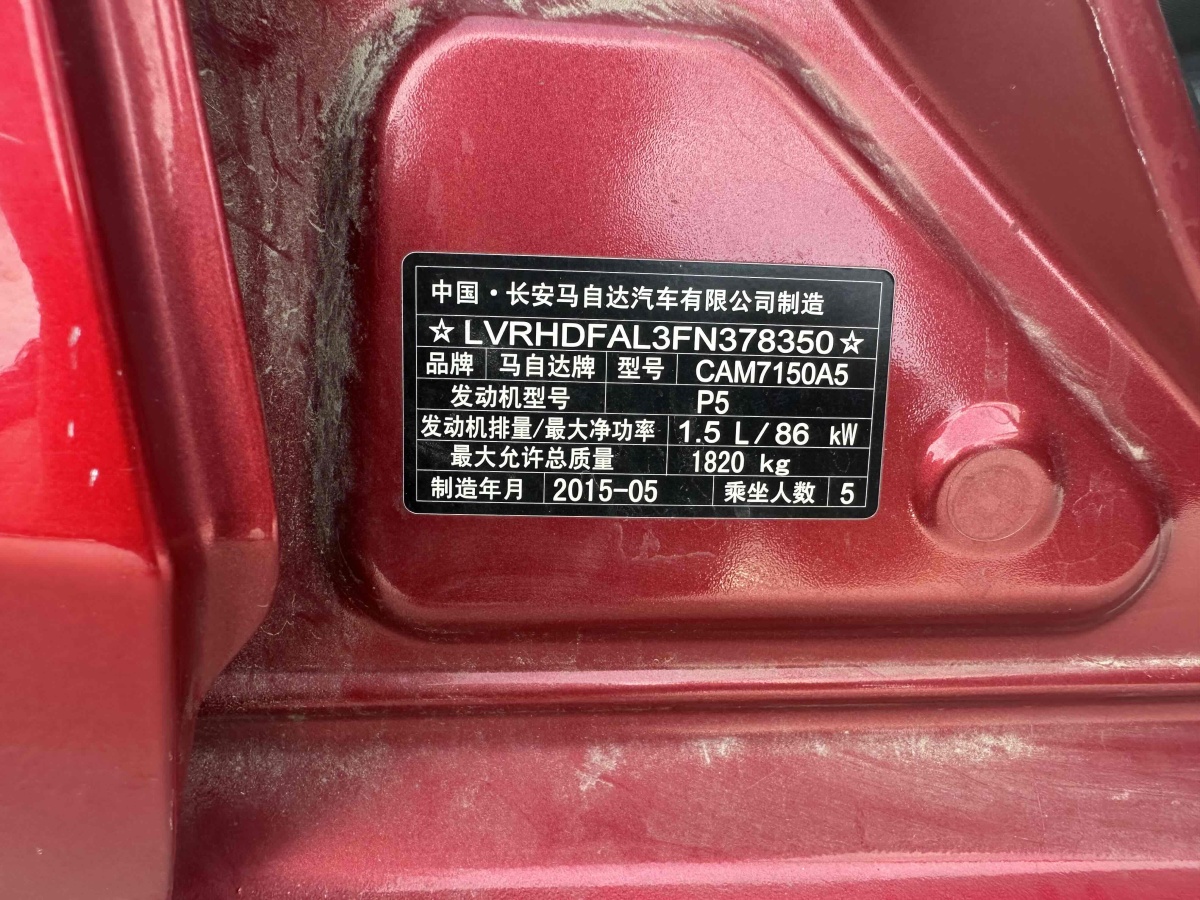 中国·长安马自达汽车有限公司制造
☆LVRHDFAL3FN378350☆
品牌 马自达牌 型号 CAM7150A5
发动机型号 P5
发动机排量/最大净功率 1.5 L/86 kW
最大允许总质量 1820 kg
制造年月 2015-05 乘坐人数 5